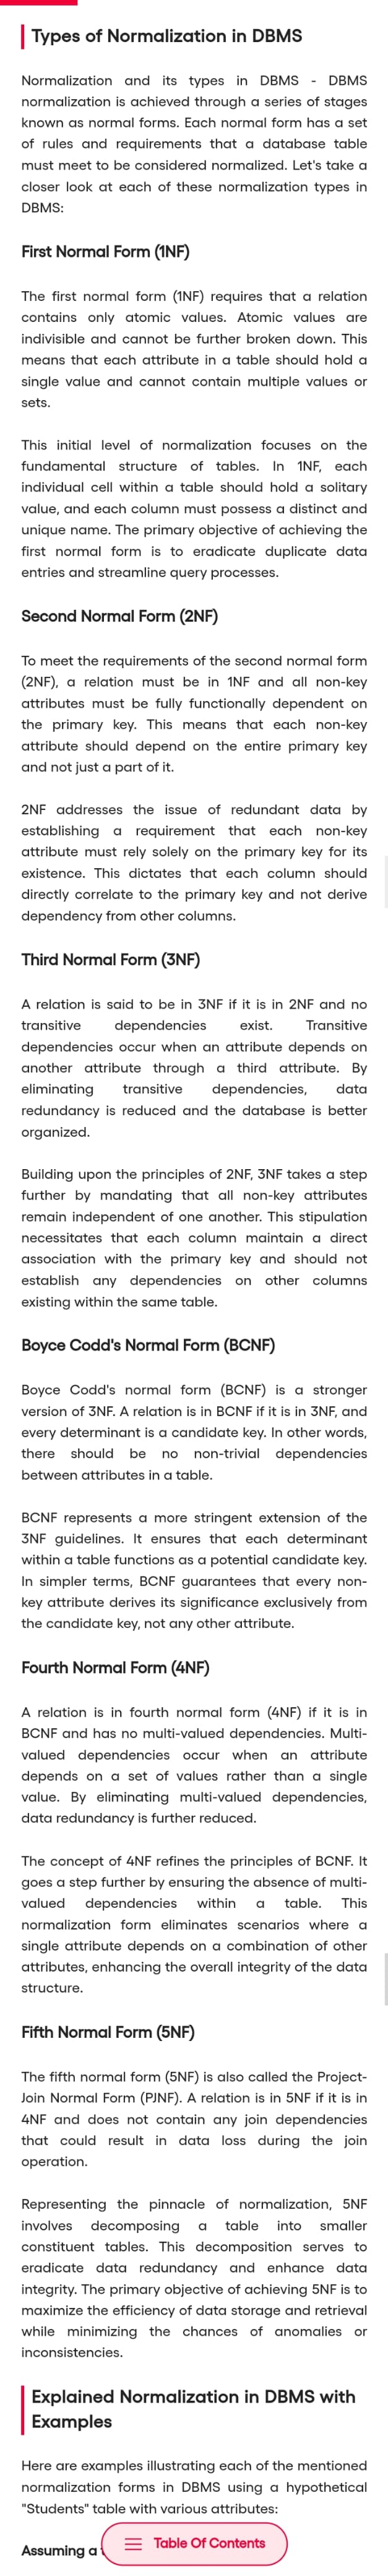 Types of Normalization in DBMS
Normalization and its types in DBMS - DBMS
normalization is achieved through a series of stages
known as normal forms. Each normal form has a set
of rules and requirements that a database table
must meet to be considered normalized. Let's take a
closer look at each of these normalization types in
DBMS:
First Normal Form (1NF)
The first normal form (1NF) requires that a relation
contains only atomic values. Atomic values are
indivisible and cannot be further broken down. This
means that each attribute in a table should hold a
single value and cannot contain multiple values or
sets.
This initial level of normalization focuses on the
fundamental structure of tables. In 1NF, each
individual cell within a table should hold a solitary
value, and each column must possess a distinct and
unique name. The primary objective of achieving the
first normal form is to eradicate duplicate data
entries and streamline query processes.
Second Normal Form (2NF)
To meet the requirements of the second normal form
(2NF), a relation must be in 1NF and all non-key
attributes must be fully functionally dependent on
the primary key. This means that each non-key
attribute should depend on the entire primary key
and not just a part of it.
2NF addresses the issue of redundant data by
establishing a requirement that each non-key
attribute must rely solely on the primary key for its
existence. This dictates that each column should
directly correlate to the primary key and not derive
dependency from other columns.
Third Normal Form (3NF)
A relation is said to be in 3NF if it is in 2NF and no
transitive dependencies exist. Transitive
dependencies occur when an attribute depends on
another attribute through a third attribute. By
eliminating transitive dependencies, data
redundancy is reduced and the database is better
organized.
Building upon the principles of 2NF, 3NF takes a step
further by mandating that all non-key attributes
remain independent of one another. This stipulation
necessitates that each column maintain a direct
association with the primary key and should not
establish any dependencies on other columns
existing within the same table.
Boyce Codd's Normal Form (BCNF)
Boyce Codd's normal form (BCNF) is a stronger
version of 3NF. A relation is in BCNF if it is in 3NF, and
every determinant is a candidate key. In other words,
there should be no non-trivial dependencies
between attributes in a table.
BCNF represents a more stringent extension of the
3NF guidelines. It ensures that each determinant
within a table functions as a potential candidate key.
In simpler terms, BCNF guarantees that every non-
key attribute derives its significance exclusively from
the candidate key, not any other attribute.
Fourth Normal Form (4NF)
A relation is in fourth normal form (4NF) if it is in
BCNF and has no multi-valued dependencies. Multi-
valued dependencies occur when an attribute
depends on a set of values rather than a single
value. By eliminating multi-valued dependencies,
data redundancy is further reduced.
The concept of 4NF refines the principles of BCNF. It
goes a step further by ensuring the absence of multi-
valued dependencies within a table. This
normalization form eliminates scenarios where a
single attribute depends on a combination of other
attributes, enhancing the overall integrity of the data
structure.
Fifth Normal Form (5NF)
The fifth normal form (5NF) is also called the Project-
Join Normal Form (PJNF). A relation is in 5NF if it is in
4NF and does not contain any join dependencies
that could result in data loss during the join
operation.
Representing the pinnacle of normalization, 5NF
involves decomposing a table into smaller
constituent tables. This decomposition serves to
eradicate data redundancy and enhance data
integrity. The primary objective of achieving 5NF is to
maximize the efficiency of data storage and retrieval
while minimizing the chances of anomalies or
inconsistencies.
Explained Normalization in DBMS with
Examples
Here are examples illustrating each of the mentioned
normalization forms in DBMS using a hypothetical
"Students" table with various attributes:
Assuming a
Table Of Contents